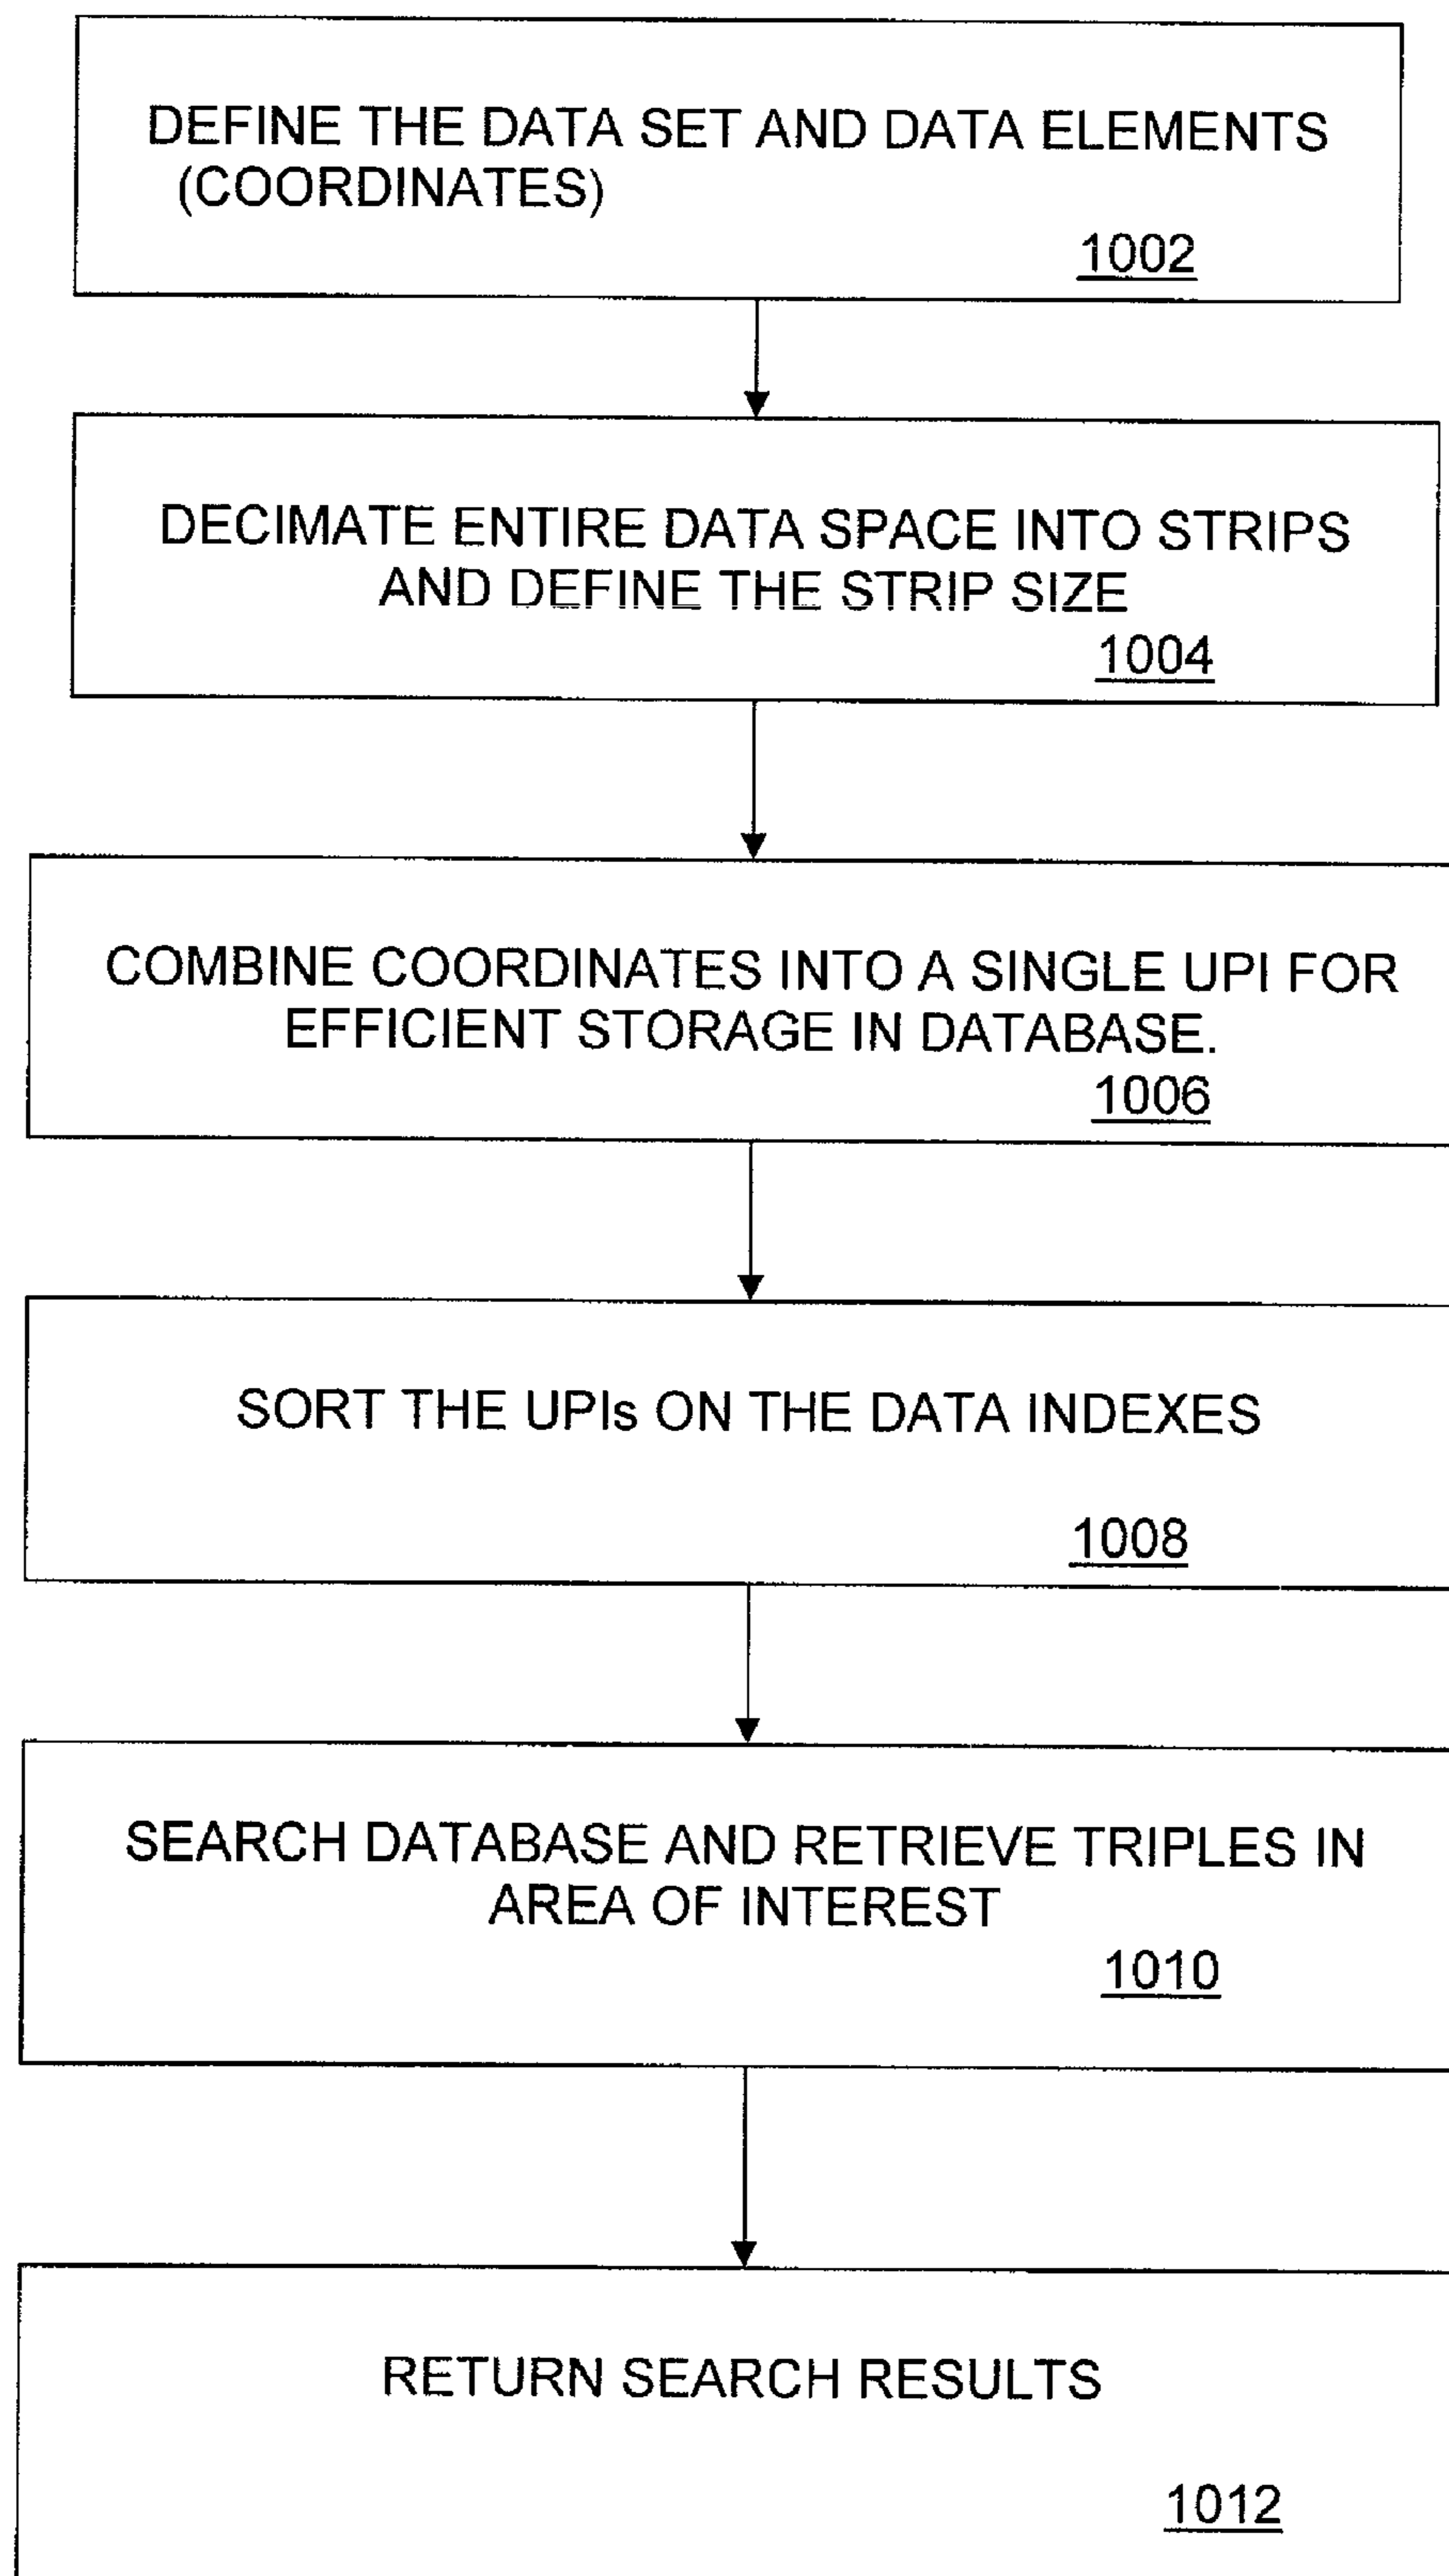 DEFINE THE DATA SET AND DATA ELEMENTS
(COORDINATES)
1002
DECIMATE ENTIRE DATA SPACE INTO STRIPS
AND DEFINE THE STRIP SIZE
1004
COMBINE COORDINATES INTO A SINGLE UPI FOR
EFFICIENT STORAGE IN DATABASE.
1006
SORT THE UPIs ON THE DATA INDEXES
1008
SEARCH DATABASE AND RETRIEVE TRIPLES IN
AREA OF INTEREST
1010
RETURN SEARCH RESULTS
1012